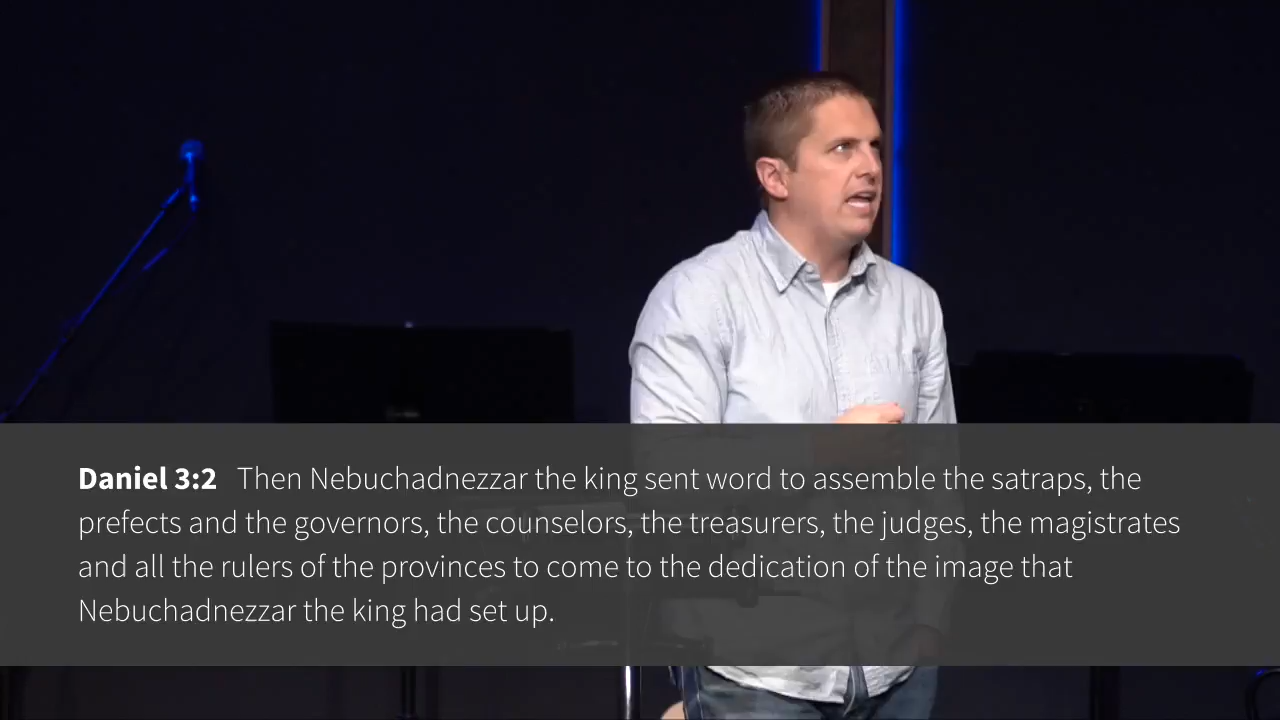 Daniel 3:2 Then Nebuchadnezzar the king sent word to assemble the satraps, the
prefects and the governors, the counselors, the treasurers, the judges, the magistrates
and all the rulers of the provinces to come to the dedication of the image that
Nebuchadnezzar the king had set up.